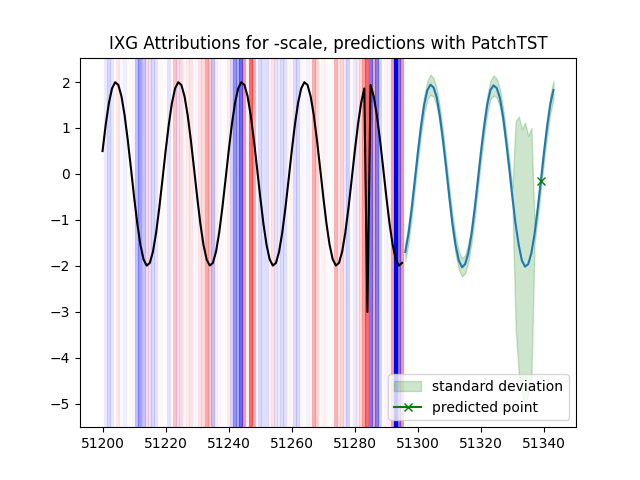 IXG Attributions for -scale, predictions with PatchTST
2
1
0
−1
−2
−3
−4
−5
standard deviation
predicted point
51200 51220 51240 51260 51280 51300 51320 51340